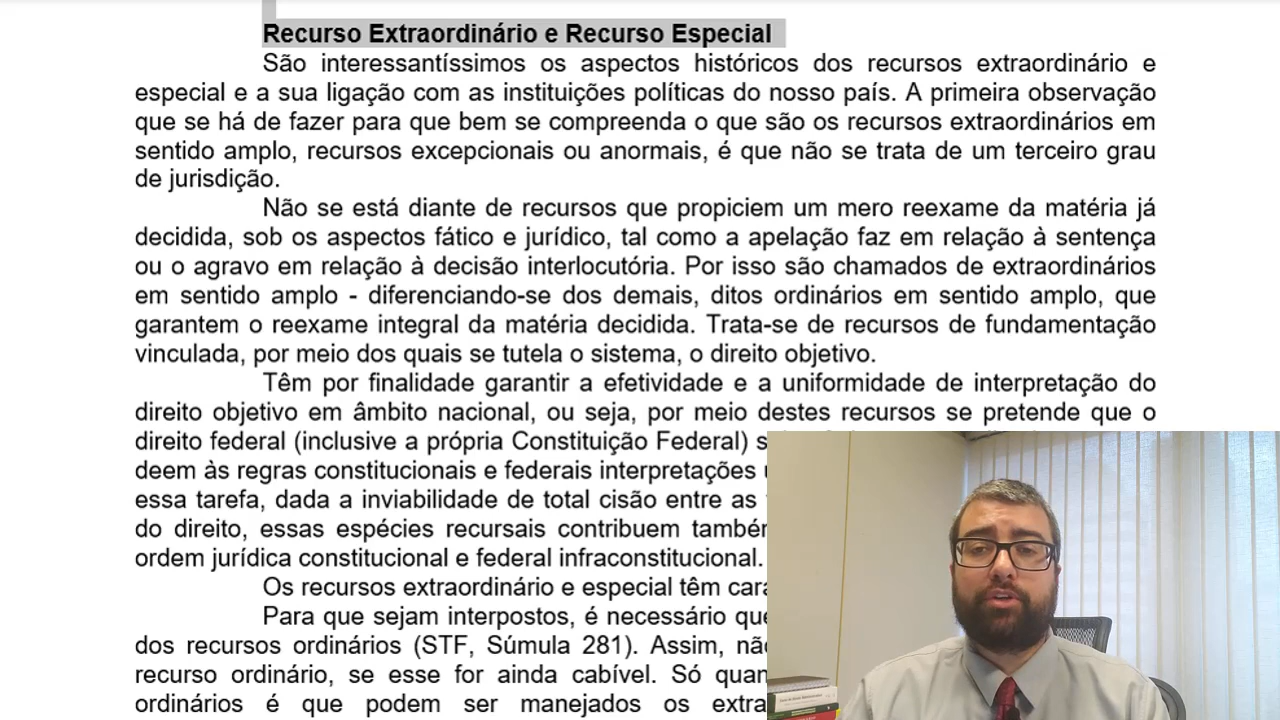 Recurso Extraordinário e Recurso Especial
São interessantíssimos os aspectos históricos dos recursos extraordinário e
especial e a sua ligação com as instituições políticas do nosso país. A primeira observação
que se há de fazer para que bem se compreenda o que são os recursos extraordinários em
sentido amplo, recursos excepcionais ou anormais, é que não se trata de um terceiro grau
de jurisdição.
Não se está diante de recursos que propiciem um mero reexame da matéria já
decidida, sob os aspectos fático e jurídico, tal como a apelação faz em relação à sentença
ou o agravo em relação à decisão interlocutória. Por isso são chamados de extraordinários
em sentido amplo - diferenciando-se dos demais, ditos ordinários em sentido amplo, que
garantem o reexame integral da matéria decidida. Trata-se de recursos de fundamentação
vinculada, por meio dos quais se tutela o sistema, o direito objetivo.
Têm por finalidade garantir a efetividade e a uniformidade de interpretação do
direito objetivo em âmbito nacional, ou seja, por meio destes recursos se pretende que o
direito federal (inclusive a própria Constituição Federal)
deem às regras constitucionais e federais interpretações
essa tarefa, dada a inviabilidade de total cisão entre as
do direito, essas espécies recursais contribuem também
ordem jurídica constitucional e federal infraconstitucional.
Os recursos extraordinário e especial têm
Para que sejam interpostos, é necessário que
dos recursos ordinários (STF, Súmula 281). Assim,
recurso ordinário, se esse for ainda cabível. Só
ordinários é que podem ser manejados os